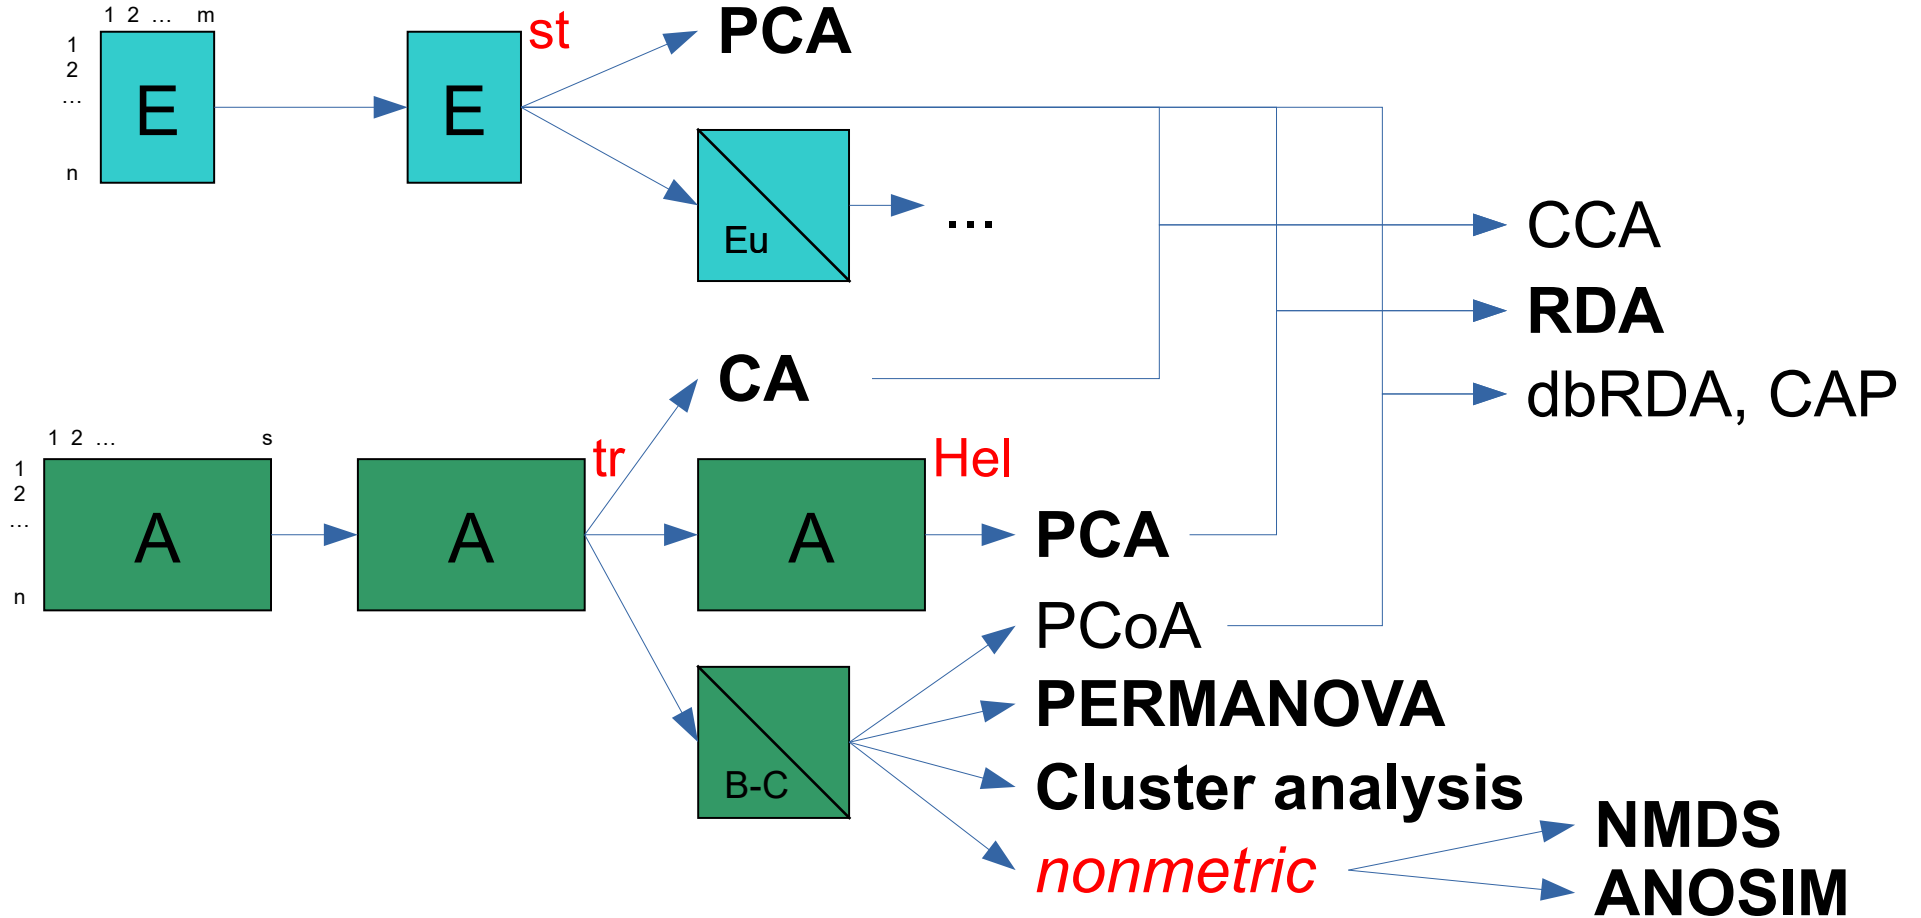 1 2 … m
1
2
…
n
E
E
st
PCA
Eu
…
CCA
RDA
dbRDA, CAP
CA
1 2 … s
1
2
…
n
A
A
tr
A
Hel
PCA
PCoA
PERMANOVA
B-C
Cluster analysis
nonmetric
NMDS
ANOSIM